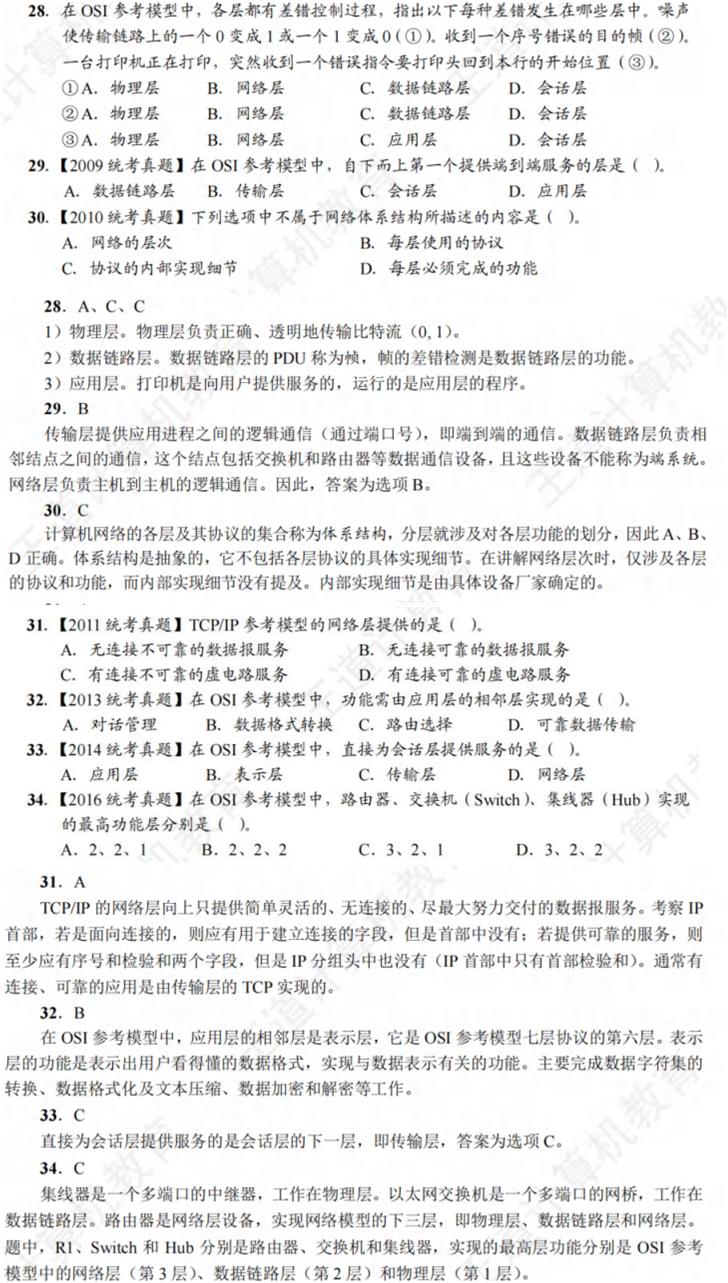 28. 在 OSI 参考模型中，各层都有差错控制过程，指出以下每种差错发生在哪些层中。噪声
使传输链路上的一个 0 变成 1 或一个 1 变成 0（①）。收到一个序号错误的目的帧（②）。
一台打印机正在打印，突然收到一个错误指令要打印头回到本行的开始位置（③）。
①A. 物理层 B. 网络层 C. 数据链路层 D. 会话层
②A. 物理层 B. 网络层 C. 数据链路层 D. 会话层
③A. 物理层 B. 网络层 C. 应用层 D. 会话层
29. 【2009 统考真题】在 OSI 参考模型中，自下而上第一个提供端到端服务的层是（ ）。
A. 数据链路层 B. 传输层 C. 会话层 D. 应用层
30. 【2010 统考真题】下列选项中不属于网络体系结构所描述的内容是（ ）。
A. 网络的层次 B. 每层使用的协议
C. 协议的内部实现细节 D. 每层必须完成的功能
28. A、C、C
1）物理层。物理层负责正确、透明地传输比特流（0, 1）。
2）数据链路层。数据链路层的 PDU 称为帧，帧的差错检测是数据链路层的功能。
3）应用层。打印机是向用户提供服务的，运行的是应用层的程序。
29. B
传输层提供应用进程之间的逻辑通信（通过端口号），即端到端的通信。数据链路层负责相
邻结点之间的通信，这个结点包括交换机和路由器等数据通信设备，且这些设备不能称为端系统。
网络层负责主机到主机的逻辑通信。因此，答案为选项 B。
30. C
计算机网络的各层及其协议的集合称为体系结构，分层就涉及对各层功能的划分，因此 A、B、
D 正确。体系结构是抽象的，它不包括各层协议的具体实现细节。在讲解网络层次时，仅涉及各层
的协议和功能，而内部实现细节没有提及。内部实现细节是由具体设备厂家确定的。
31. 【2011 统考真题】TCP/IP 参考模型的网络层提供的是（ ）。
A. 无连接不可靠的数据报服务 B. 无连接可靠的数据报服务
C. 有连接不可靠的虚电路服务 D. 有连接可靠的虚电路服务
32. 【2013 统考真题】在 OSI 参考模型中，功能需由应用层的相邻层实现的是（ ）。
A. 对话管理 B. 数据格式转换 C. 路由选择 D. 可靠数据传输
33. 【2014 统考真题】在 OSI 参考模型中，直接为会话层提供服务的是（ ）。
A. 应用层 B. 表示层 C. 传输层 D. 网络层
34. 【2016 统考真题】在 OSI 参考模型中，路由器、交换机（Switch）、集线器（Hub）实现
的最高功能层分别是（ ）。
A. 2、2、1 B. 2、2、2 C. 3、2、1 D. 3、2、2
31. A
TCP/IP 的网络层向上只提供简单灵活的、无连接的、尽最大努力交付的数据报服务。考察 IP
首部，若是面向连接的，则应有用于建立连接的字段，但是首部中没有；若提供可靠的服务，则
至少应有序号和检验和两个字段，但是 IP 分组头中也没有（IP 首部中只有首部检验和）。通常有
连接、可靠的应用是由传输层的 TCP 实现的。
32. B
在 OSI 参考模型中，应用层的相邻层是表示层，它是 OSI 参考模型七层协议的第六层。表示
层的功能是表示出用户看得懂的数据格式，实现与数据表示有关的功能。主要完成数据字符集的
转换、数据格式化及文本压缩、数据加密和解密等工作。
33. C
直接为会话层提供服务的是会话层的下一层，即传输层，答案为选项 C。
34. C
集线器是一个多端口的中继器，工作在物理层。以太网交换机是一个多端口的网桥，工作在
数据链路层。路由器是网络层设备，实现网络模型的下三层，即物理层、数据链路层和网络层。
题中，R1、Switch 和 Hub 分别是路由器、交换机和集线器，实现的最高层功能分别是 OSI 参考
模型中的网络层（第 3 层）、数据链路层（第 2 层）和物理层（第 1 层）。